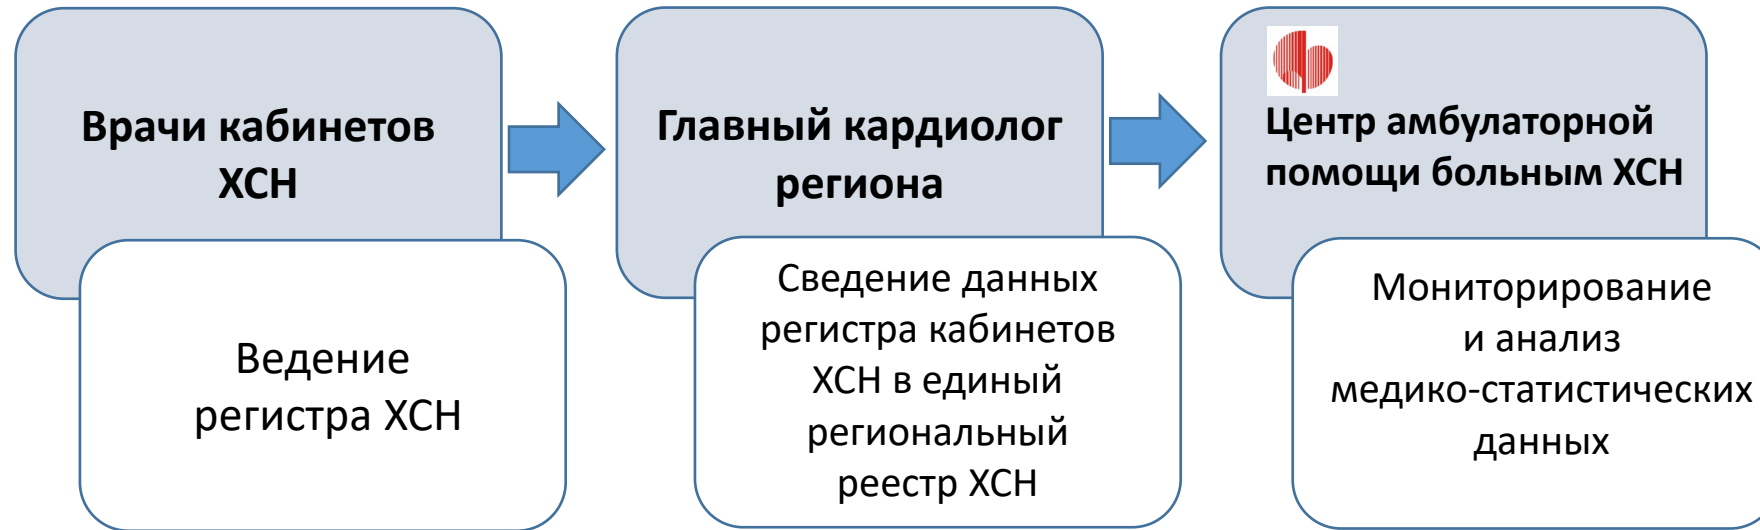 Врачи кабинетов
ХСН
Ведение
регистра ХСН
Главный кардиолог
региона
Сведение данных
регистра кабинетов
ХСН в единый
региональный
реестр ХСН
Центр амбулаторной
помощи больным ХСН
Мониторирование
и анализ
медико-статистических
данных